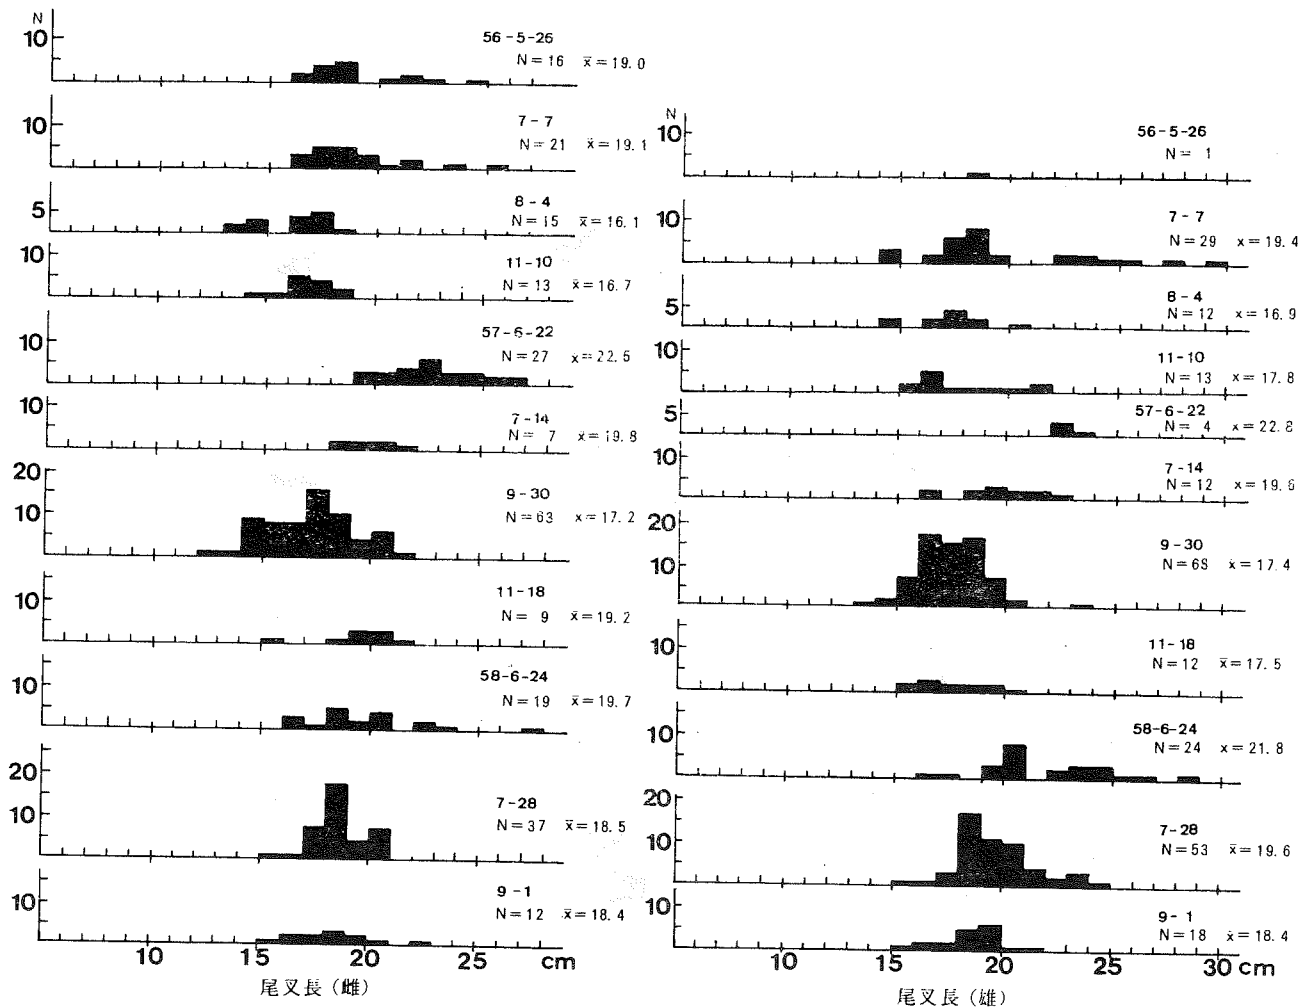 N
10
56-5-26
N=16 x̄=19.0
10
7-7
N=21 x̄=19.1
5
8-4
N=15 x̄=16.1
10
11-10
N=13 x̄=16.7
10
57-6-22
N=27
10
7-14
N= 7 x̄=19.8
20
10
9-30
N=63 x=17.2
10
11-18
N= 9 x̄=19.2
10
58-6-24
N=19 x̄=19.7
20
10
7-28
N=37 x̄=18.5
10
9-1
N=12 x̄=18.4
10 15 20 25 cm
尾叉長(雌)
N
10
56-5-26
N= 1
10
7-7
N=29 x=19.4
5
8-4
N=12 x=16.9
10
11-10
N=13 x=17.8
5
57-6-22
N= 4 x=22.8
10
7-14
N=12 x=19.6
20
10
9-30
N=68 x=17.4
10
11-18
N=12 x̄=17.5
10
58-6-24
N=24 x=21.8
20
10
7-28
N=53 x̄=19.6
10
9-1
N=18 x=18.4
10 15 20 25 30 cm
尾叉長(雄)